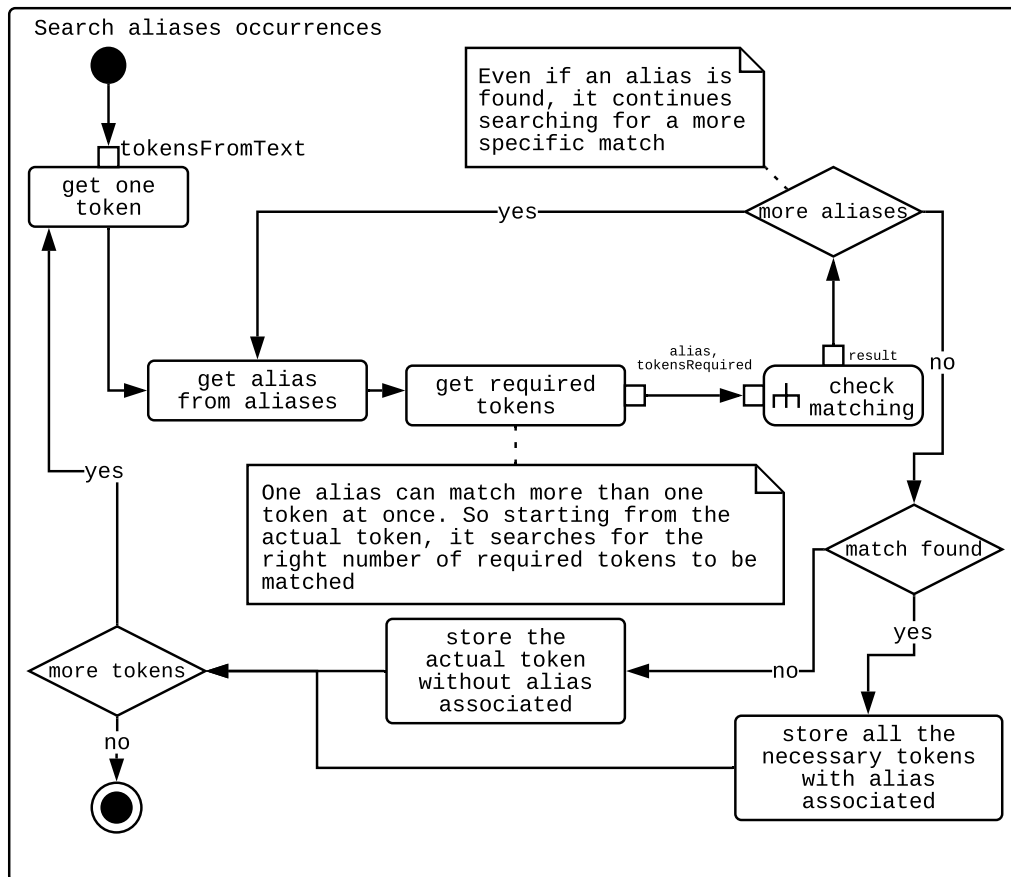 Search aliases occurrences
Even if an alias is
found, it continues
searching for a more
specific match
tokensFromText
get one
token
yes
more aliases
alias,
tokensRequired
result
no
get alias
from aliases
get required
tokens
check
matching
yes
One alias can match more than one
token at once. So starting from the
actual token, it searches for the
right number of required tokens to be
matched
match found
yes
store the
actual token
without alias
associated
no
more tokens
no
store all the
necessary tokens
with alias
associated